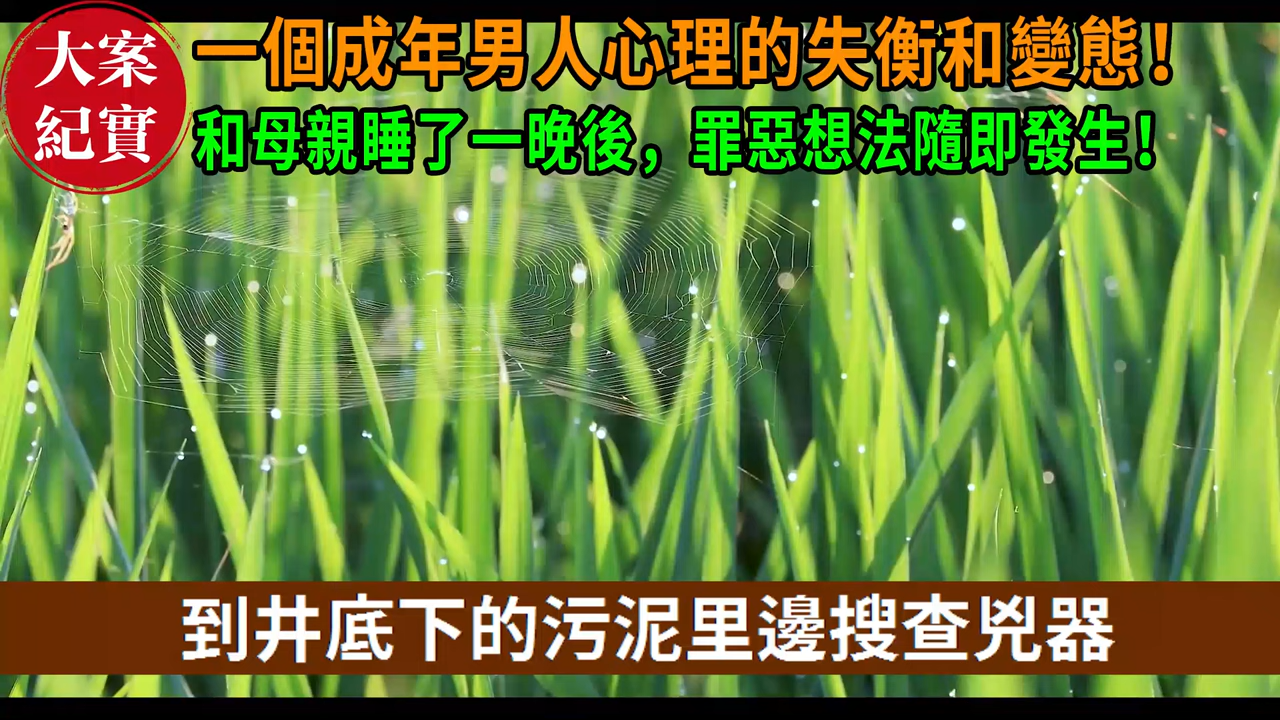 大案
紀實
一個成年男人心理的失衡和變態!
和母親睡了一晚後,罪惡想法隨即發生!
到井底下的污泥里邊搜查兇器